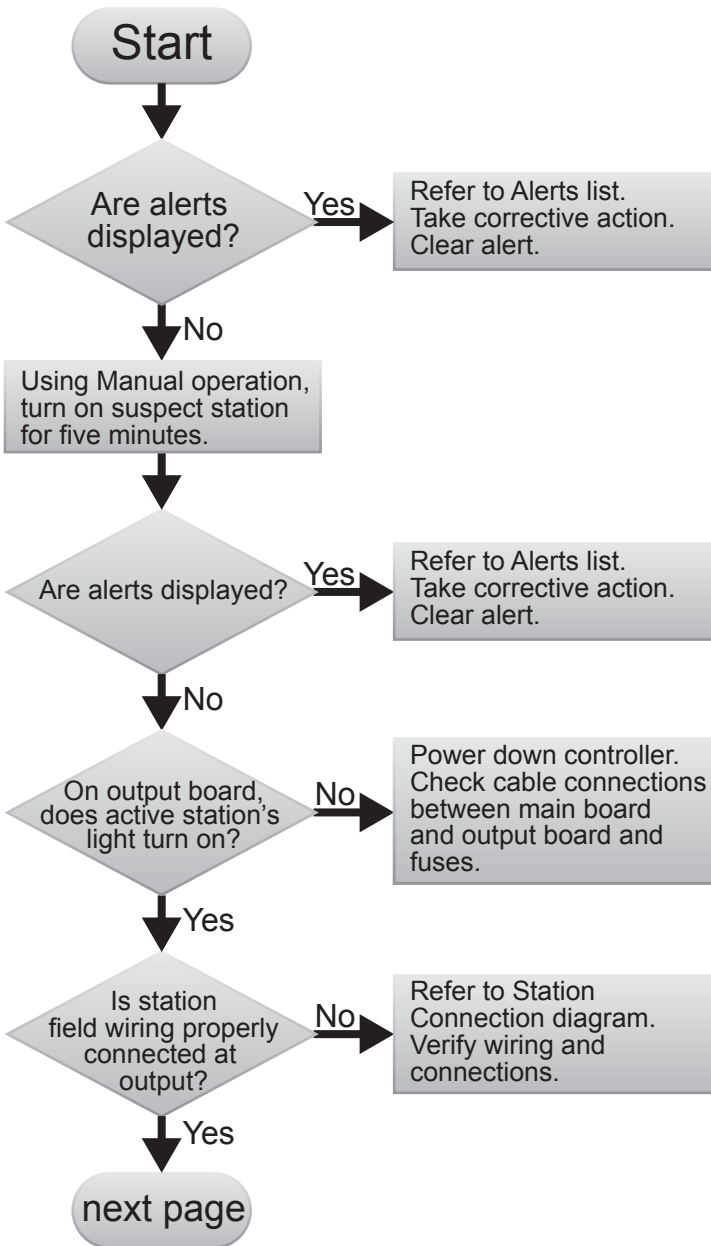 Start
Are alerts
displayed?
Yes
Refer to Alerts list.
Take corrective action.
Clear alert.
No
Using Manual operation,
turn on suspect station
for five minutes.
Are alerts displayed?
Yes
Refer to Alerts list.
Take corrective action.
Clear alert.
No
On output board,
does active station's
light turn on?
No
Power down controller.
Check cable connections
between main board
and output board and
fuses.
Yes
Is station
field wiring properly
connected at
output?
No
Refer to Station
Connection diagram.
Verify wiring and
connections.
Yes
next page